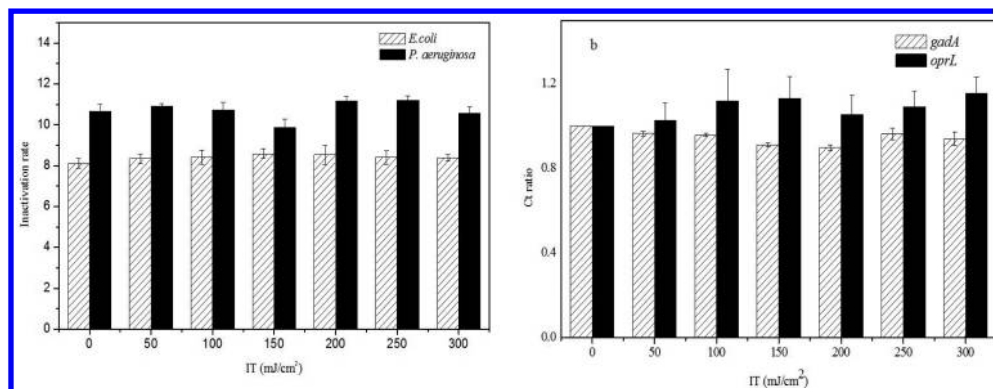 14
12
10
8
6
4
2
0
Inactivation rate
E.coli
P. aeruginosa
0 50 100 150 200 250 300
IT (mJ/cm²)
b
gadA
oprL
1.2
0.8
0.4
0.0
Ct ratio
0 50 100 150 200 250 300
IT (mJ/cm²)